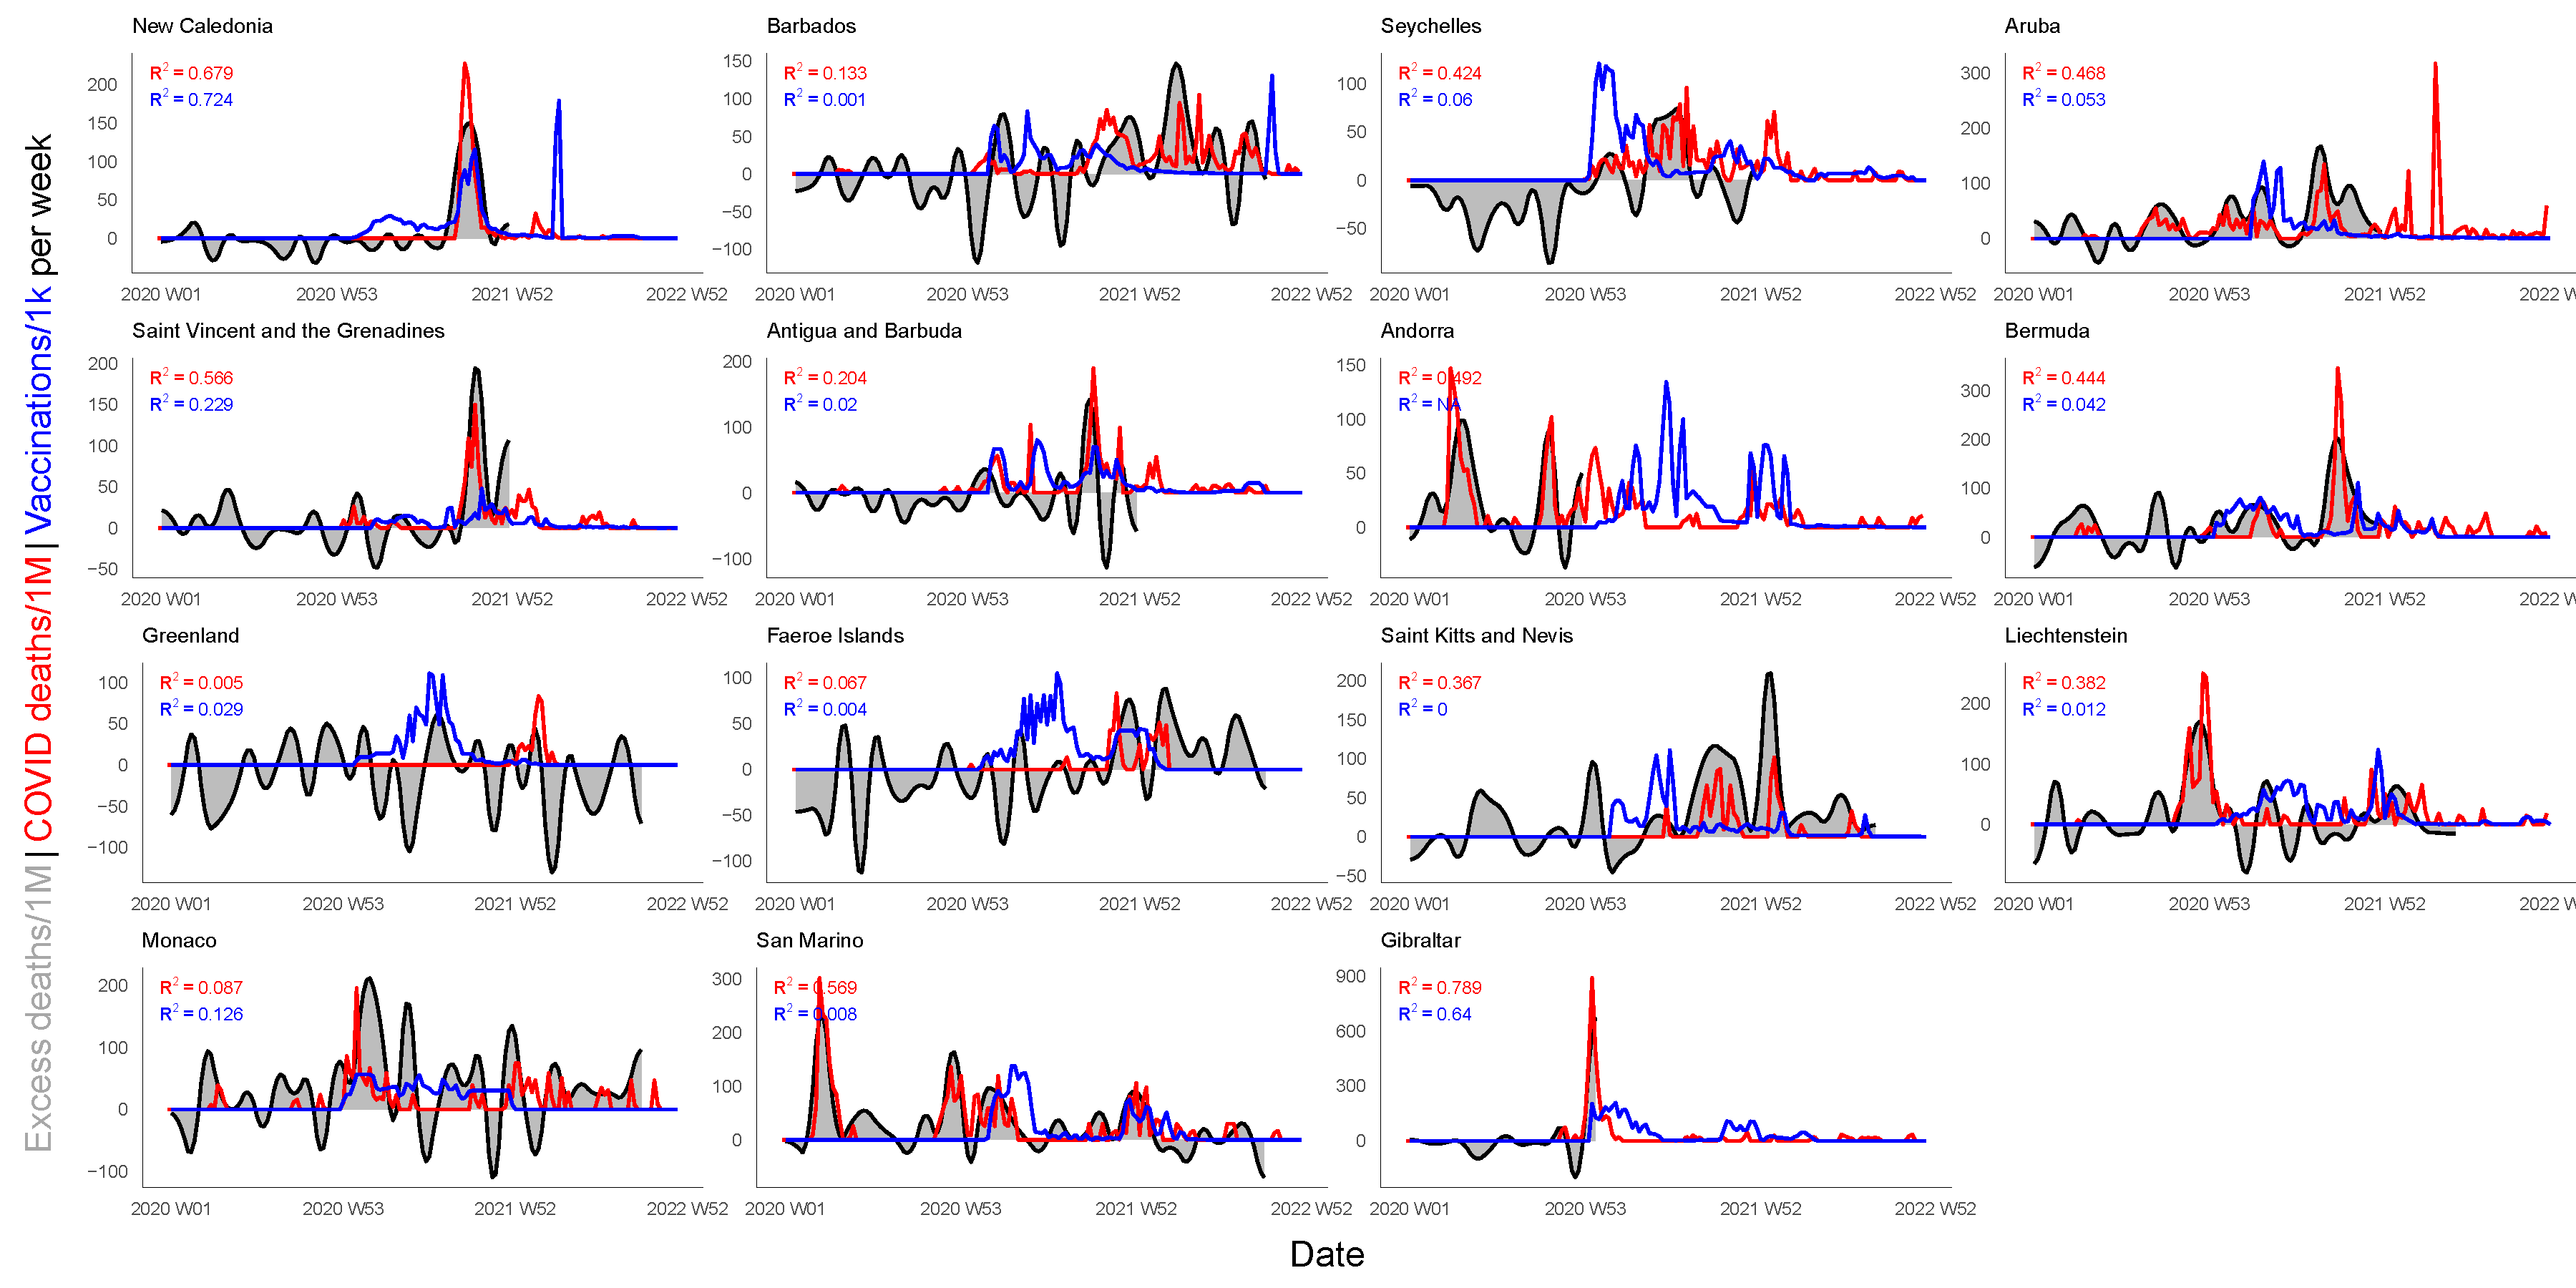 Excess deaths/1M | COVID deaths/1M | Vaccinations/1k per week
New Caledonia
R² = 0.679
R² = 0.724
200
150
100
50
0
2020 W01 2020 W53 2021 W52 2022 W52
Barbados
R² = 0.133
R² = 0.001
150
100
50
0
−50
−100
2020 W01 2020 W53 2021 W52 2022 W52
Seychelles
R² = 0.424
R² = 0.06
100
50
0
−50
2020 W01 2020 W53 2021 W52 2022 W52
Aruba
R² = 0.468
R² = 0.053
300
200
100
0
2020 W01 2020 W53 2021 W52 2022 W
Saint Vincent and the Grenadines
R² = 0.566
R² = 0.229
200
150
100
50
0
−50
2020 W01 2020 W53 2021 W52 2022 W52
Antigua and Barbuda
R² = 0.204
R² = 0.02
200
100
0
−100
2020 W01 2020 W53 2021 W52 2022 W52
Andorra
R² = 0.492
R² = NA
150
100
50
0
2020 W01 2020 W53 2021 W52 2022 W52
Bermuda
R² = 0.444
R² = 0.042
300
200
100
0
2020 W01 2020 W53 2021 W52 2022 W
Greenland
R² = 0.005
R² = 0.029
100
50
0
−50
−100
2020 W01 2020 W53 2021 W52 2022 W52
Faeroe Islands
R² = 0.067
R² = 0.004
100
50
0
−50
−100
2020 W01 2020 W53 2021 W52 2022 W52
Saint Kitts and Nevis
R² = 0.367
R² = 0
200
150
100
50
0
−50
2020 W01 2020 W53 2021 W52 2022 W52
Liechtenstein
R² = 0.382
R² = 0.012
200
100
0
2020 W01 2020 W53 2021 W52 2022 W
Monaco
R² = 0.087
R² = 0.126
200
100
0
−100
2020 W01 2020 W53 2021 W52 2022 W52
San Marino
R² = 0.569
R² = 0.008
300
200
100
0
2020 W01 2020 W53 2021 W52 2022 W52
Gibraltar
R² = 0.789
R² = 0.64
900
600
300
0
2020 W01 2020 W53 2021 W52 2022 W52
Date